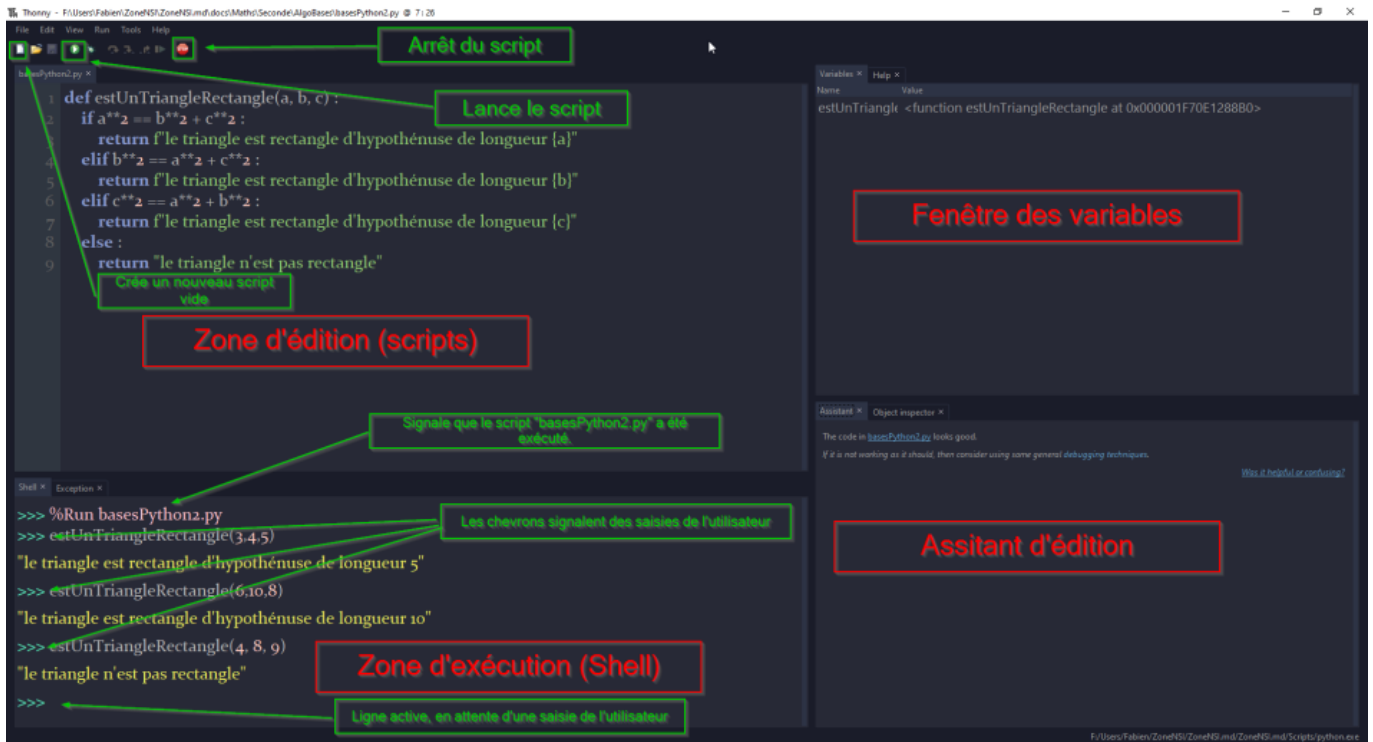 Thonny - F:\Users\Fabien\ZoneNSI\ZoneNSI.md\docs\Maths\Seconde\AlgoBases\basesPython2.py @ 7:26
File Edit View Run Tools Help
Arrêt du script
basesPython2.py ×
Lance le script
1 def estUnTriangleRectangle(a, b, c) :
2 if a**2 == b**2 + c**2 :
3 return f"le triangle est rectangle d'hypothénuse de longueur {a}"
4 elif b**2 == a**2 + c**2 :
5 return f"le triangle est rectangle d'hypothénuse de longueur {b}"
6 elif c**2 == a**2 + b**2 :
7 return f"le triangle est rectangle d'hypothénuse de longueur {c}"
8 else :
9 return "le triangle n'est pas rectangle"
Crée un nouveau script
vide
Zone d'édition (scripts)
Signale que le script "basesPython2.py" a été
exécuté.
Shell × Exception ×
>>> %Run basesPython2.py
>>> estUnTriangleRectangle(3,4,5)
Les chevrons signalent des saisies de l'utilisateur
"le triangle est rectangle d'hypothénuse de longueur 5"
>>> estUnTriangleRectangle(6,10,8)
"le triangle est rectangle d'hypothénuse de longueur 10"
>>> estUnTriangleRectangle(4, 8, 9)
"le triangle n'est pas rectangle"
Zone d'exécution (Shell)
>>>
Ligne active, en attente d'une saisie de l'utilisateur
Variables × Help ×
Name Value
estUnTriangle <function estUnTriangleRectangle at 0x000001F70E1288B0>
Fenêtre des variables
Assistant × Object inspector ×
The code in basesPython2.py looks good.
If it is not working as it should, then consider using some general debugging techniques.
Was it helpful or confusing?
Assitant d'édition
F:/Users/Fabien/ZoneNSI/ZoneNSI.md/ZoneNSI.md/Scripts/python.exe